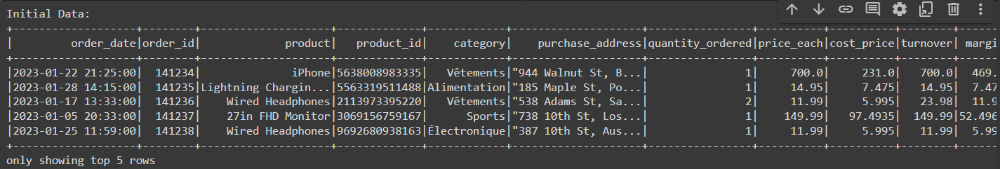 Initial Data:
+-------------------+--------+--------------------+-------------+------------+--------------------+----------------+----------+----------+--------+------
|         order_date|order_id|             product|   product_id|    category|    purchase_address|quantity_ordered|price_each|cost_price|turnover| margi
+-------------------+--------+--------------------+-------------+------------+--------------------+----------------+----------+----------+--------+------
|2023-01-22 21:25:00|  141234|              iPhone|5638008983335|   Vêtements|"944 Walnut St, B...|               1|     700.0|     231.0|   700.0|  469.
|2023-01-28 14:15:00|  141235|Lightning Chargin...|5563319511488|Alimentation|"185 Maple St, Po...|               1|     14.95|     7.475|   14.95|  7.47
|2023-01-17 13:33:00|  141236|    Wired Headphones|2113973395220|   Vêtements|"538 Adams St, Sa...|               2|     11.99|     5.995|   23.98|  11.9
|2023-01-05 20:33:00|  141237|    27in FHD Monitor|3069156759167|      Sports|"738 10th St, Los...|               1|    149.99|   97.4935|  149.99|52.496
|2023-01-25 11:59:00|  141238|    Wired Headphones|9692680938163|Électronique|"387 10th St, Aus...|               1|     11.99|     5.995|   11.99|  5.99
+-------------------+--------+--------------------+-------------+------------+--------------------+----------------+----------+----------+--------+------
only showing top 5 rows